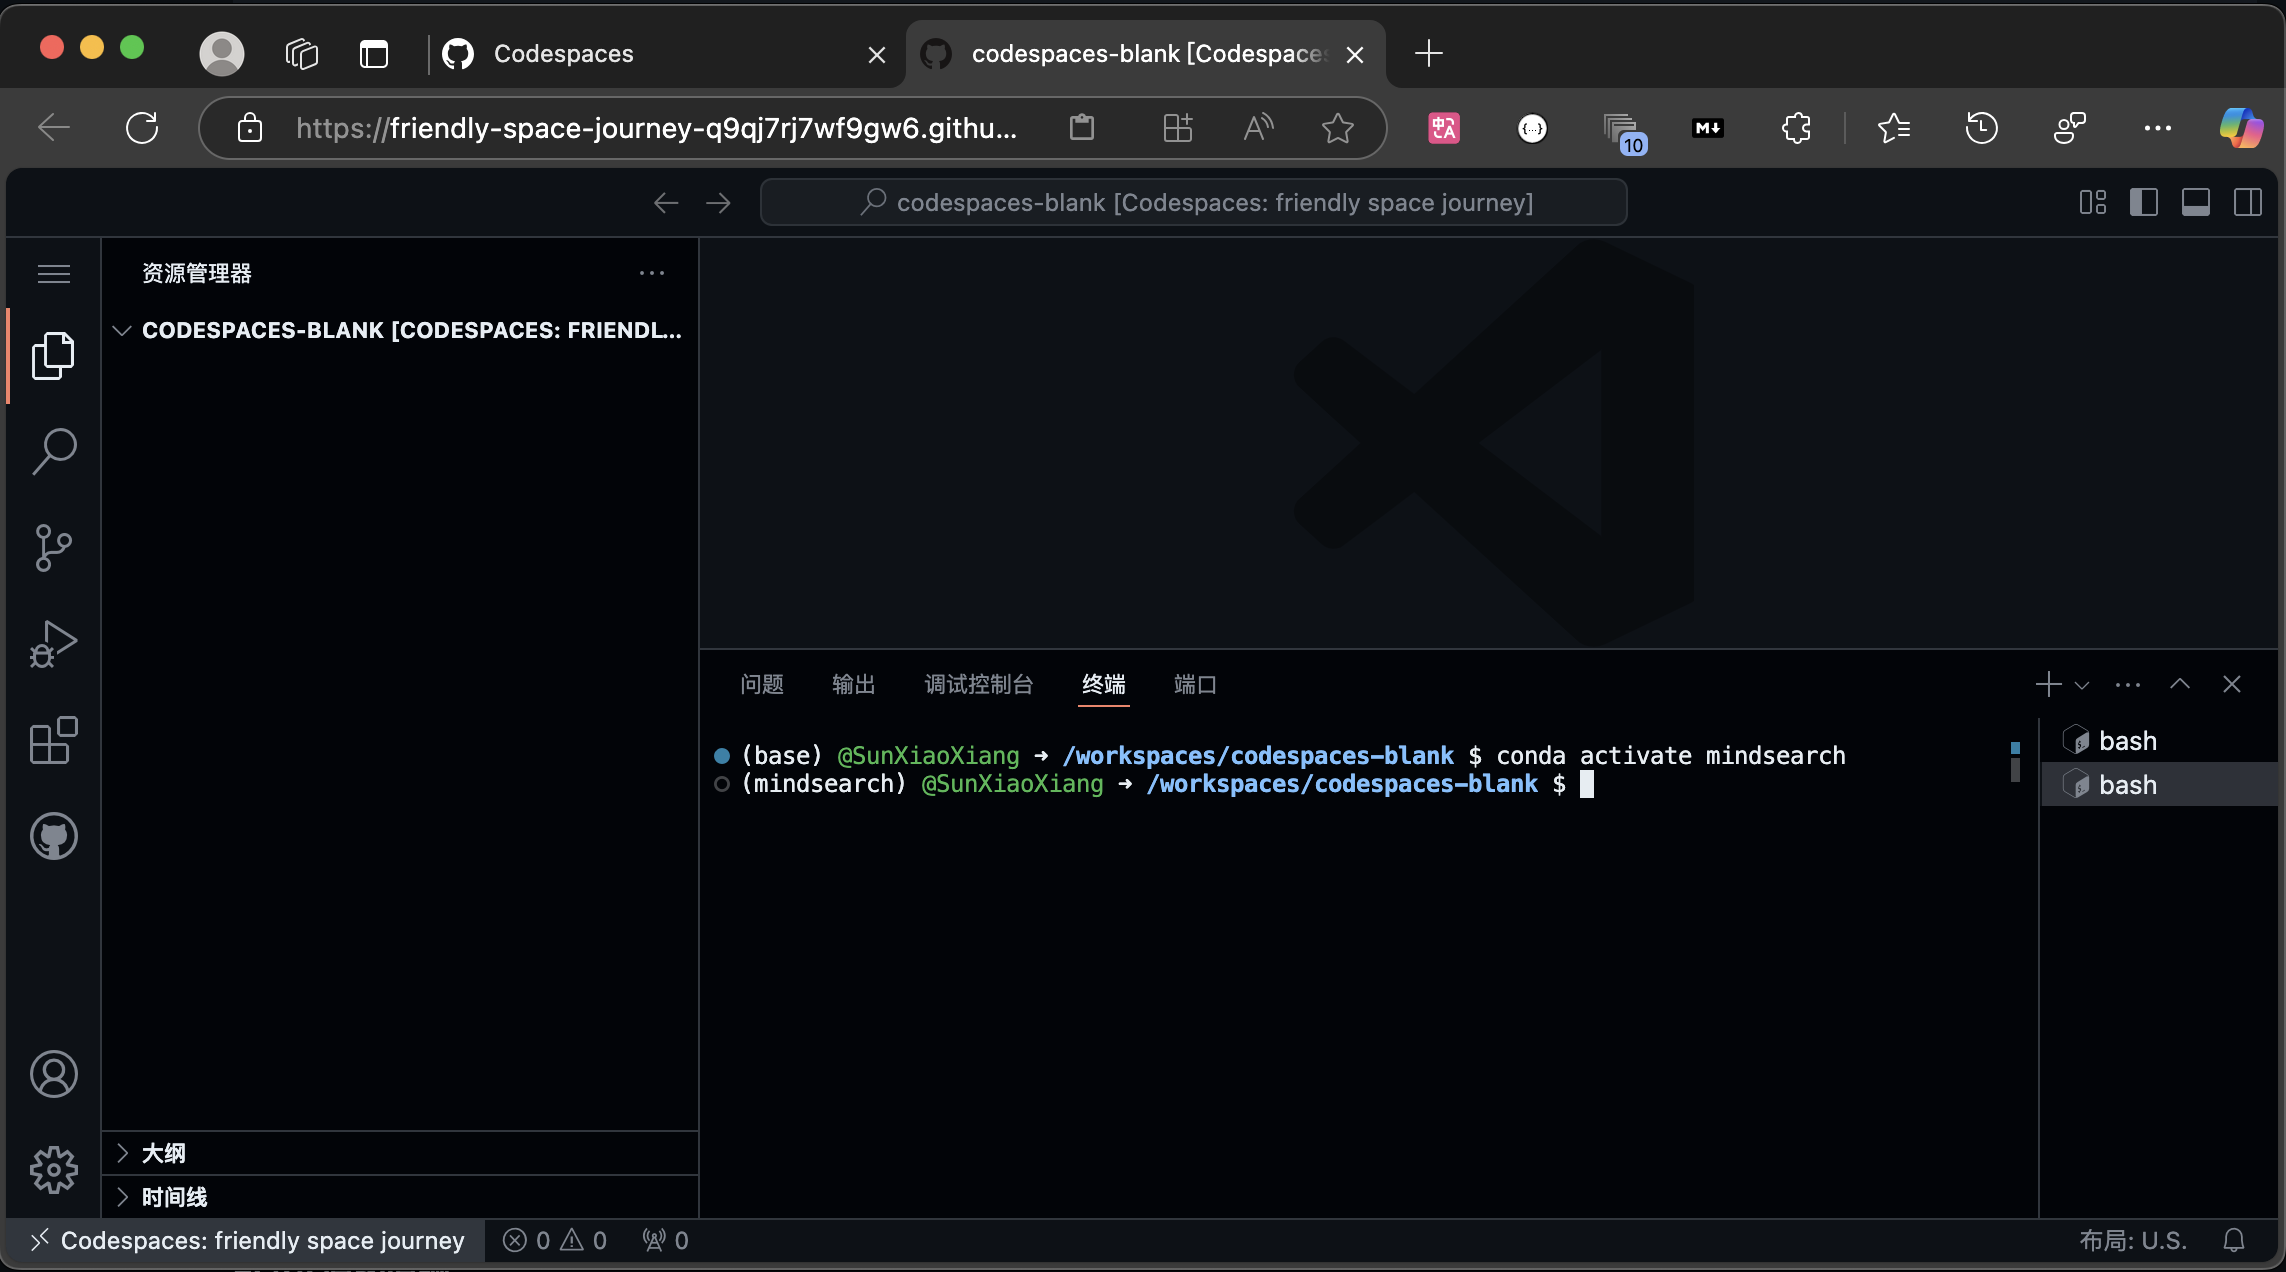 Codespaces
codespaces-blank [Codespaces
https://friendly-space-journey-q9qj7rj7wf9gw6.githu...
中A
{...}
10
M
A
codespaces-blank [Codespaces: friendly space journey]
资源管理器
CODESPACES-BLANK [CODESPACES: FRIENDL...
问题 输出 调试控制台 终端 端口
(base) @SunXiaoXiang ➜ /workspaces/codespaces-blank $ conda activate mindsearch
(mindsearch) @SunXiaoXiang ➜ /workspaces/codespaces-blank $
bash
bash
大纲
时间线
Codespaces: friendly space journey 0 0 0 布局: U.S.